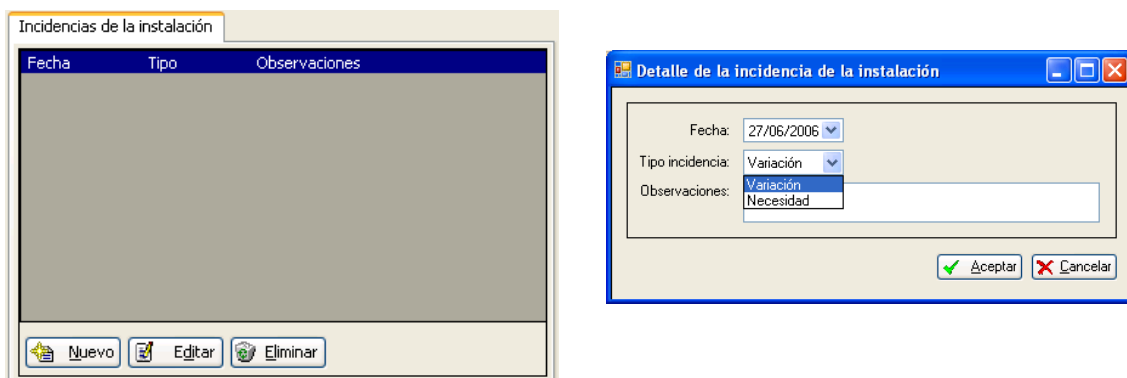 Incidencias de la instalación
Fecha Tipo Observaciones
Nuevo Editar Eliminar
Detalle de la incidencia de la instalación
Fecha: 27/06/2006
Tipo incidencia: Variación
Variación
Observaciones:
Necesidad
Aceptar Cancelar